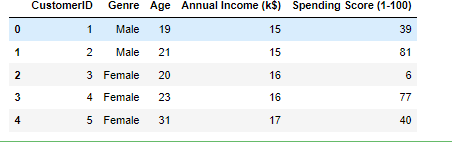 CustomerID Genre Age Annual Income (k$) Spending Score (1-100)
0 1 Male 19 15 39
1 2 Male 21 15 81
2 3 Female 20 16 6
3 4 Female 23 16 77
4 5 Female 31 17 40